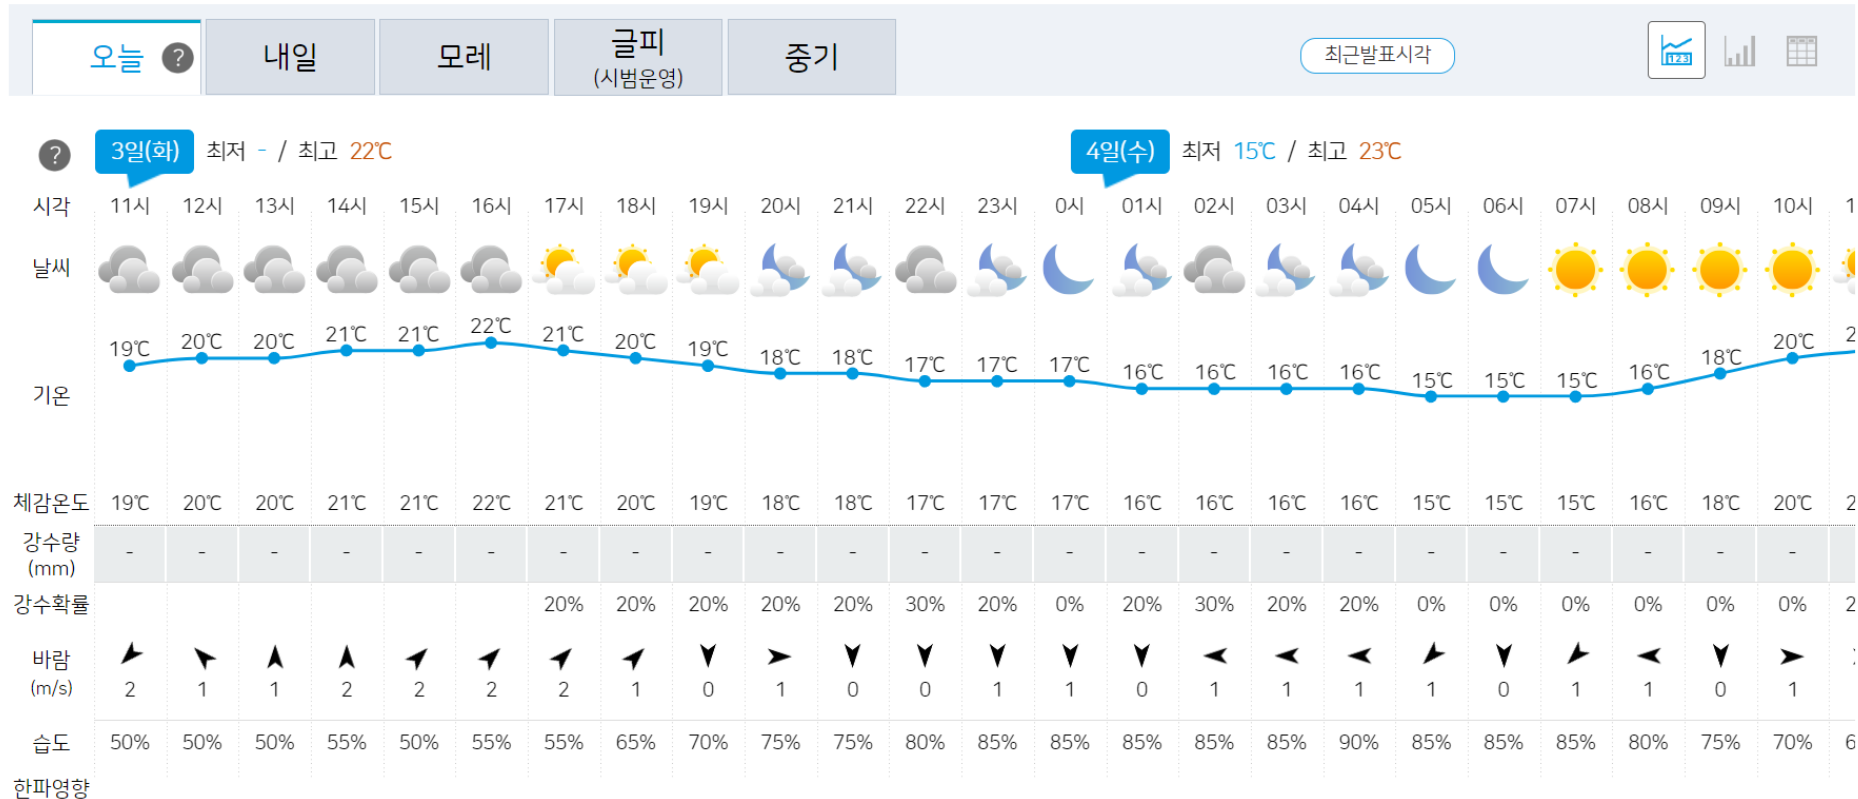 오늘 ? 내일 모레 글피 중기 최근발표시각
(시범운영)
? 3일(화) 최저 - / 최고 22℃ 4일(수) 최저 15℃ / 최고 23℃
시각 11시 12시 13시 14시 15시 16시 17시 18시 19시 20시 21시 22시 23시 0시 01시 02시 03시 04시 05시 06시 07시 08시 09시 10시 1
날씨
기온 19℃ 20℃ 20℃ 21℃ 21℃ 22℃ 21℃ 20℃ 19℃ 18℃ 18℃ 17℃ 17℃ 17℃ 16℃ 16℃ 16℃ 16℃ 15℃ 15℃ 15℃ 16℃ 18℃ 20℃ 2
체감온도 19℃ 20℃ 20℃ 21℃ 21℃ 22℃ 21℃ 20℃ 19℃ 18℃ 18℃ 17℃ 17℃ 17℃ 16℃ 16℃ 16℃ 16℃ 15℃ 15℃ 15℃ 16℃ 18℃ 20℃ 2
강수량 - - - - - - - - - - - - - - - - - - - - - - - -
(mm)
강수확률 20% 20% 20% 20% 20% 30% 20% 0% 20% 30% 20% 20% 0% 0% 0% 0% 0% 0% 2
바람
(m/s) 2 1 1 2 2 2 2 1 0 1 0 0 1 1 0 1 1 1 1 0 1 1 0 1
습도 50% 50% 50% 55% 50% 55% 55% 65% 70% 75% 75% 80% 85% 85% 85% 85% 85% 90% 85% 85% 85% 80% 75% 70% 6
한파영향